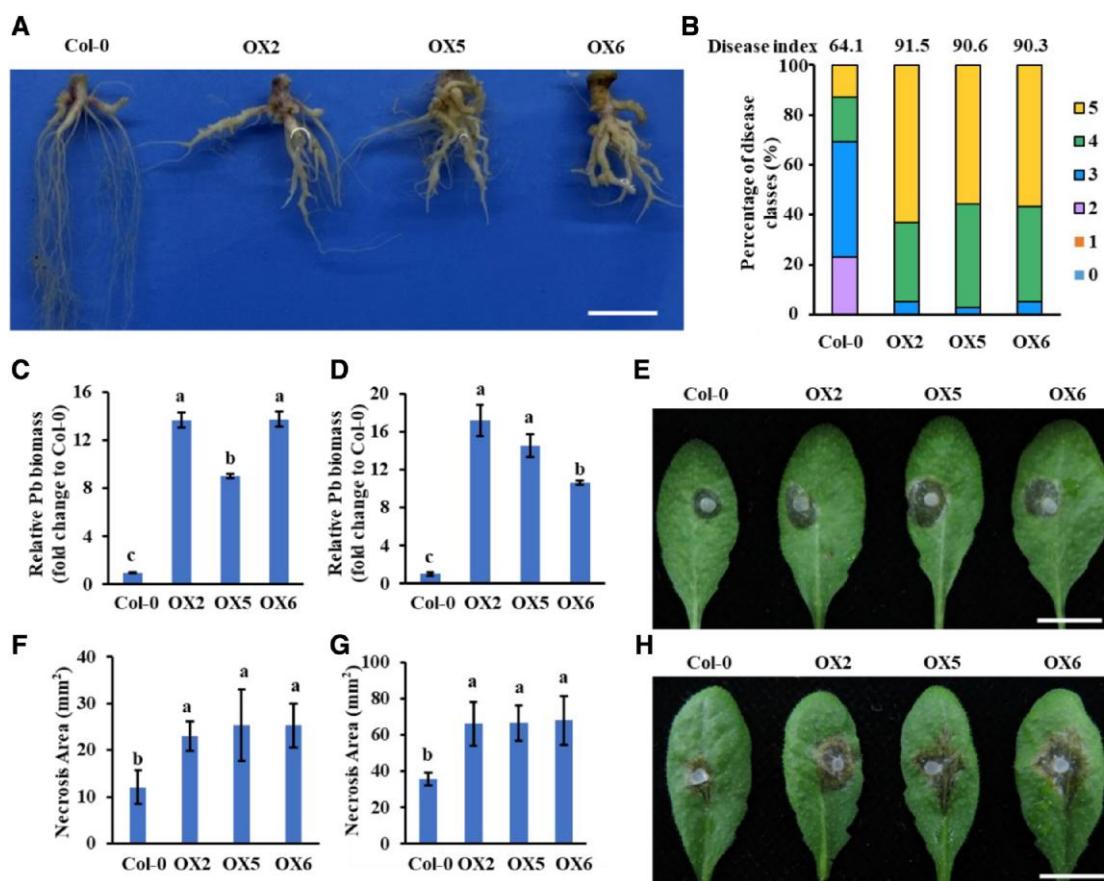 A
Col-0 OX2 OX5 OX6
B
Disease index 64.1 91.5 90.6 90.3
Percentage of disease
classes (%)
100
80
60
40
20
0
Col-0 OX2 OX5 OX6
5
4
3
2
1
0
C
Relative Pb biomass
(fold change to Col-0)
16
12
8
4
0
c a b a
Col-0 OX2 OX5 OX6
D
Relative Pb biomass
(fold change to Col-0)
20
16
12
8
4
0
c a a b
Col-0 OX2 OX5 OX6
E
Col-0 OX2 OX5 OX6
F
Necrosis Area (mm²)
40
30
20
10
0
b a a a
Col-0 OX2 OX5 OX6
G
Necrosis Area (mm²)
100
80
60
40
20
0
b a a a
Col-0 OX2 OX5 OX6
H
Col-0 OX2 OX5 OX6